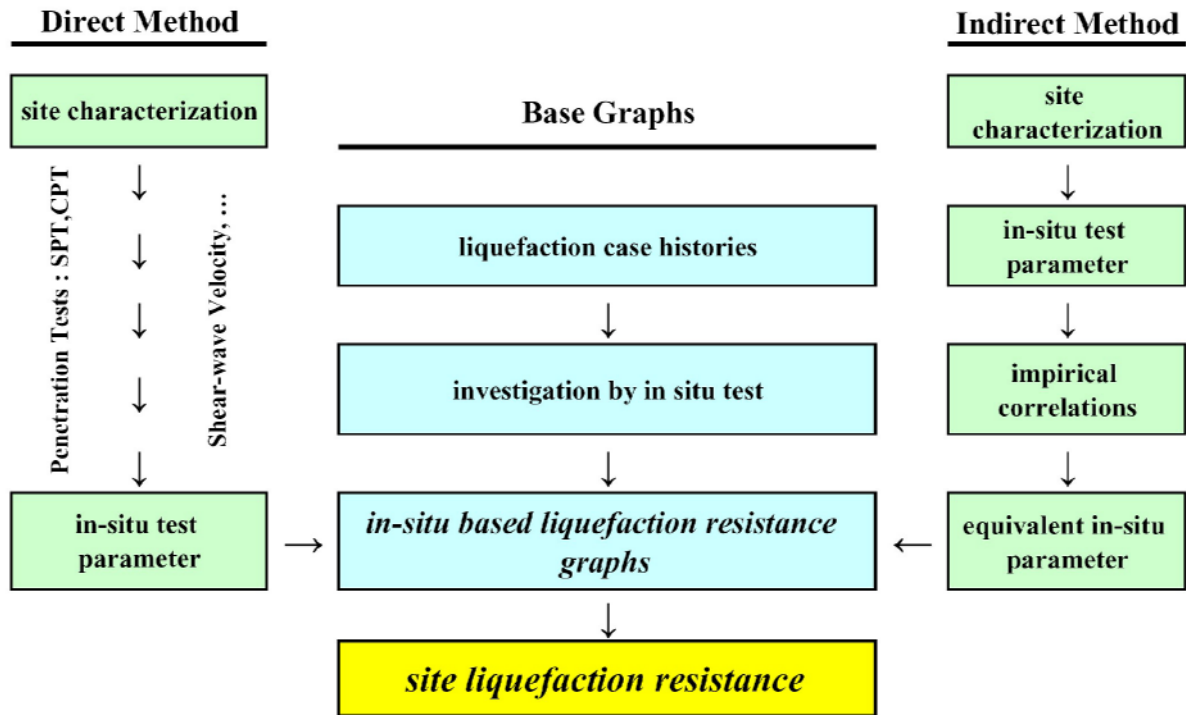 Direct Method
site characterization
Penetration Tests : SPT,CPT
Shear-wave Velocity, ...
in-situ test
parameter
Base Graphs
liquefaction case histories
investigation by in situ test
in-situ based liquefaction resistance
graphs
site liquefaction resistance
Indirect Method
site
characterization
in-situ test
parameter
impirical
correlations
equivalent in-situ
parameter